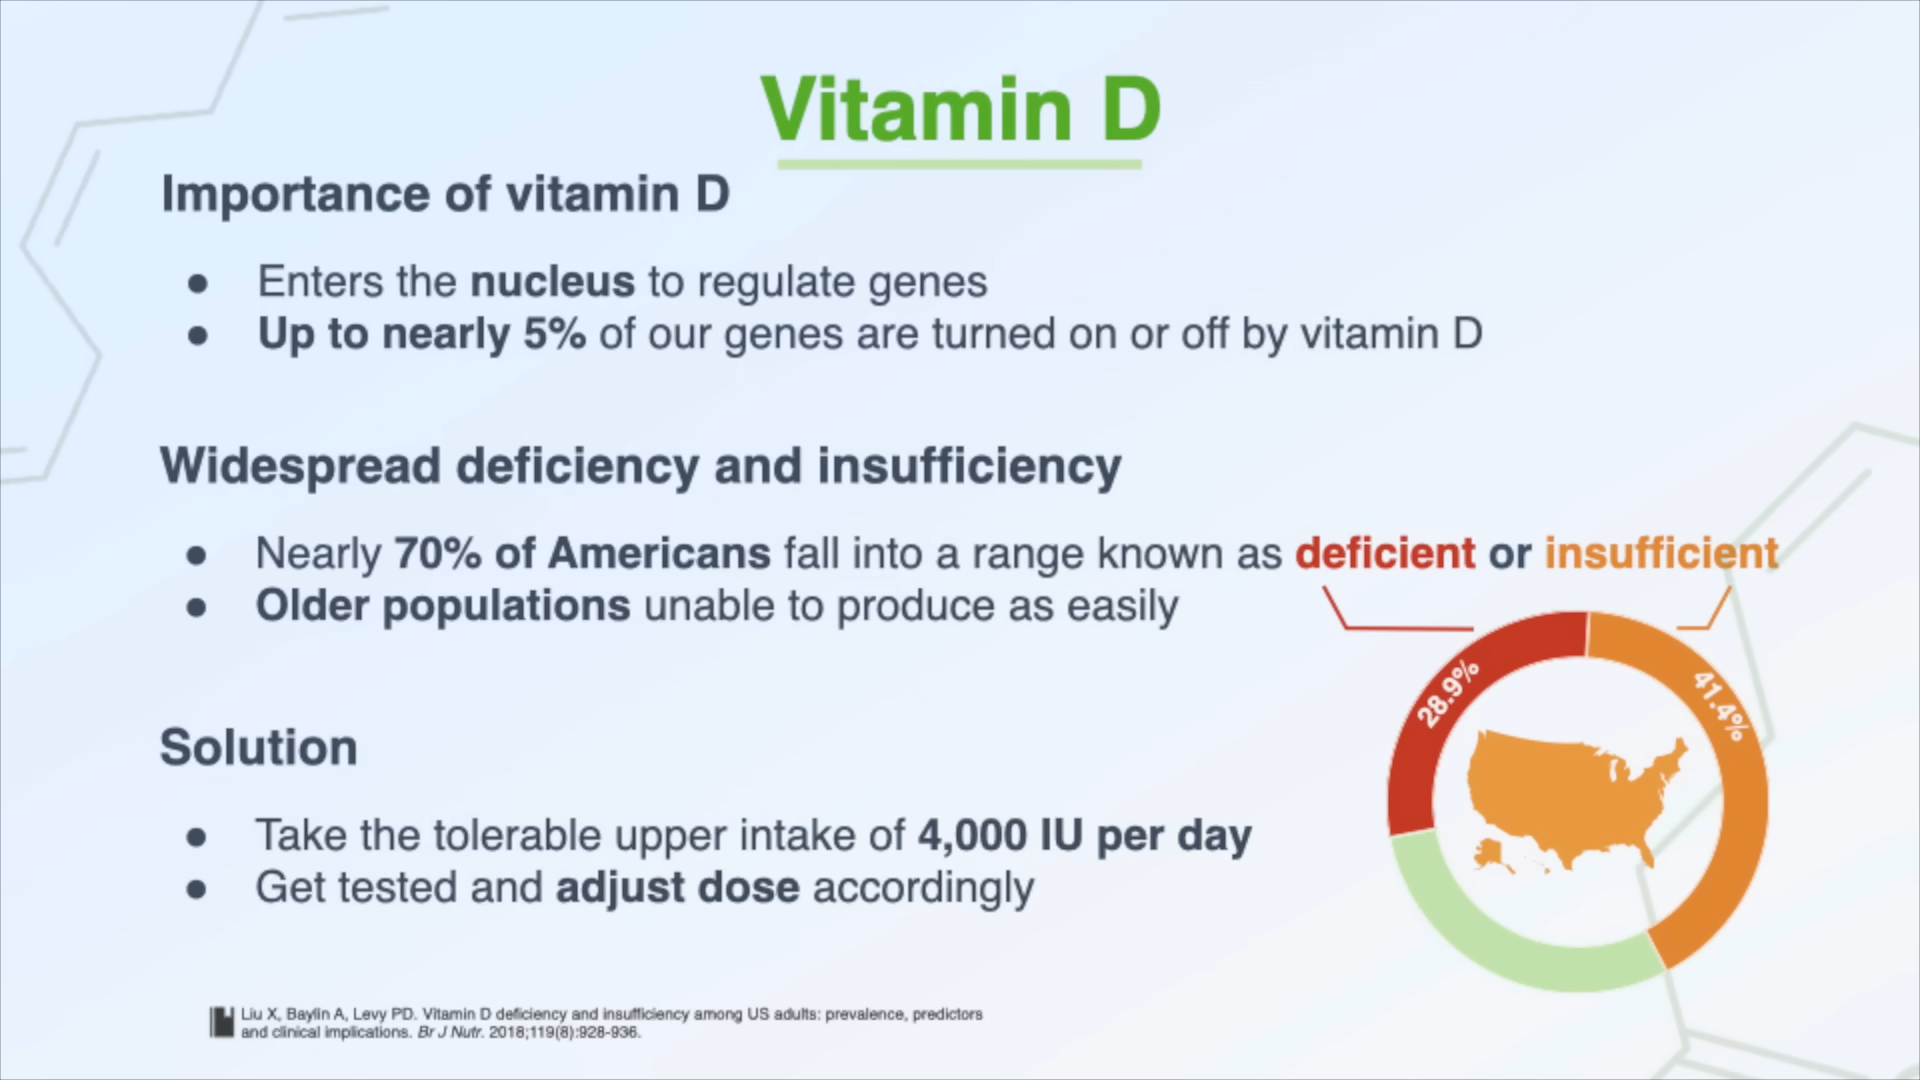 Vitamin D
Importance of vitamin D
● Enters the nucleus to regulate genes
● Up to nearly 5% of our genes are turned on or off by vitamin D
Widespread deficiency and insufficiency
● Nearly 70% of Americans fall into a range known as deficient or insufficient
● Older populations unable to produce as easily
28.9%
41.4%
Solution
● Take the tolerable upper intake of 4,000 IU per day
● Get tested and adjust dose accordingly
Liu X, Baylin A, Levy PD. Vitamin D deficiency and insufficiency among US adults: prevalence, predictors
and clinical implications. Br J Nutr. 2018;119(8):928-936.